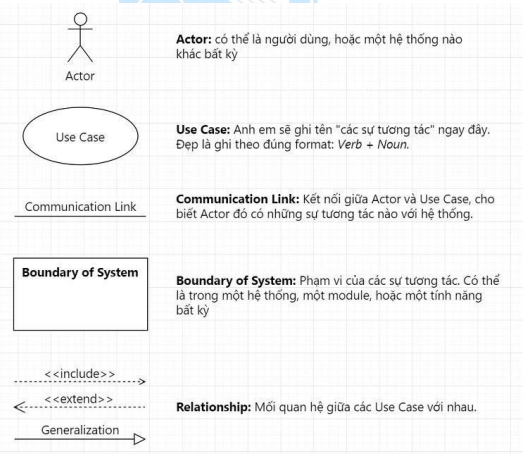 Actor
Actor: có thể là người dùng, hoặc một hệ thống nào
khác bất kỳ
Use Case
Use Case: Anh em sẽ ghi tên "các sự tương tác" ngay đây.
Đẹp là ghi theo đúng format: Verb + Noun.
Communication Link
Communication Link: Kết nối giữa Actor và Use Case, cho
biết Actor đó có những sự tương tác nào với hệ thống.
Boundary of System
Boundary of System: Phạm vi của các sự tương tác. Có thể
là trong một hệ thống, một module, hoặc một tính năng
bất kỳ
<<include>>
<<extend>>
Generalization
Relationship: Mối quan hệ giữa các Use Case với nhau.